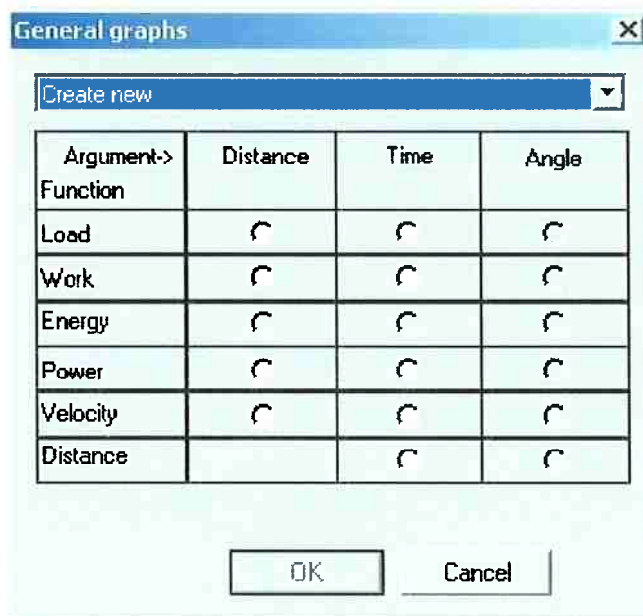 General graphs
Create new
Argument-> Distance Time Angle
Function
Load
Work
Energy
Power
Velocity
Distance
OK Cancel